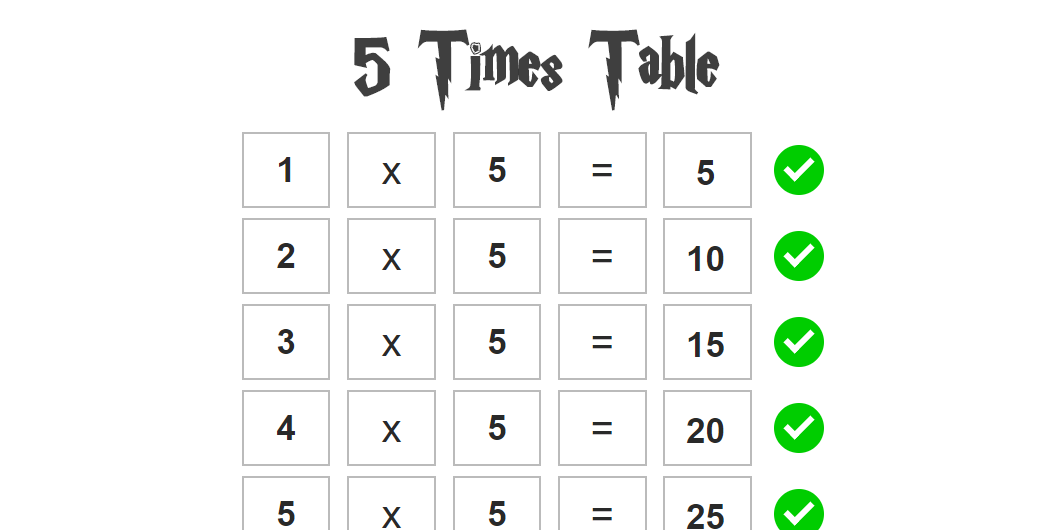 5 Times Table
1 x 5 = 5
2 x 5 = 10
3 x 5 = 15
4 x 5 = 20
5 x 5 = 25